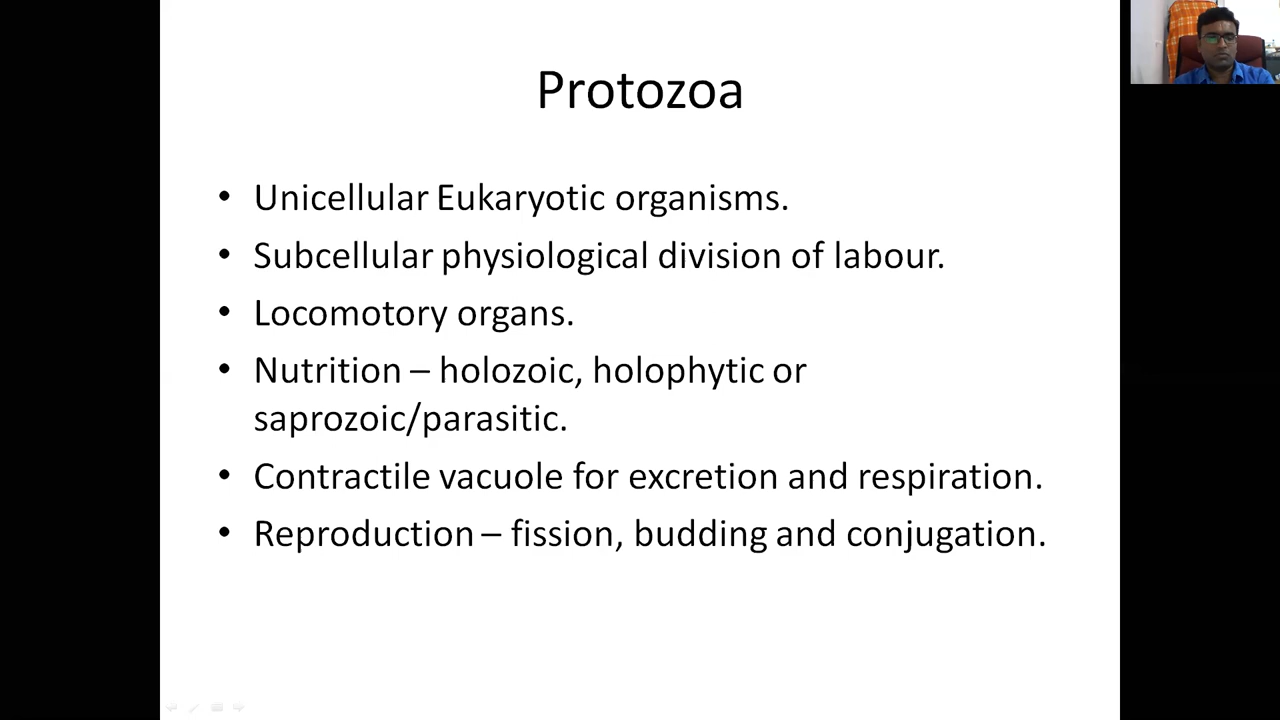 Protozoa
• Unicellular Eukaryotic organisms.
• Subcellular physiological division of labour.
• Locomotory organs.
• Nutrition – holozoic, holophytic or
saprozoic/parasitic.
• Contractile vacuole for excretion and respiration.
• Reproduction – fission, budding and conjugation.